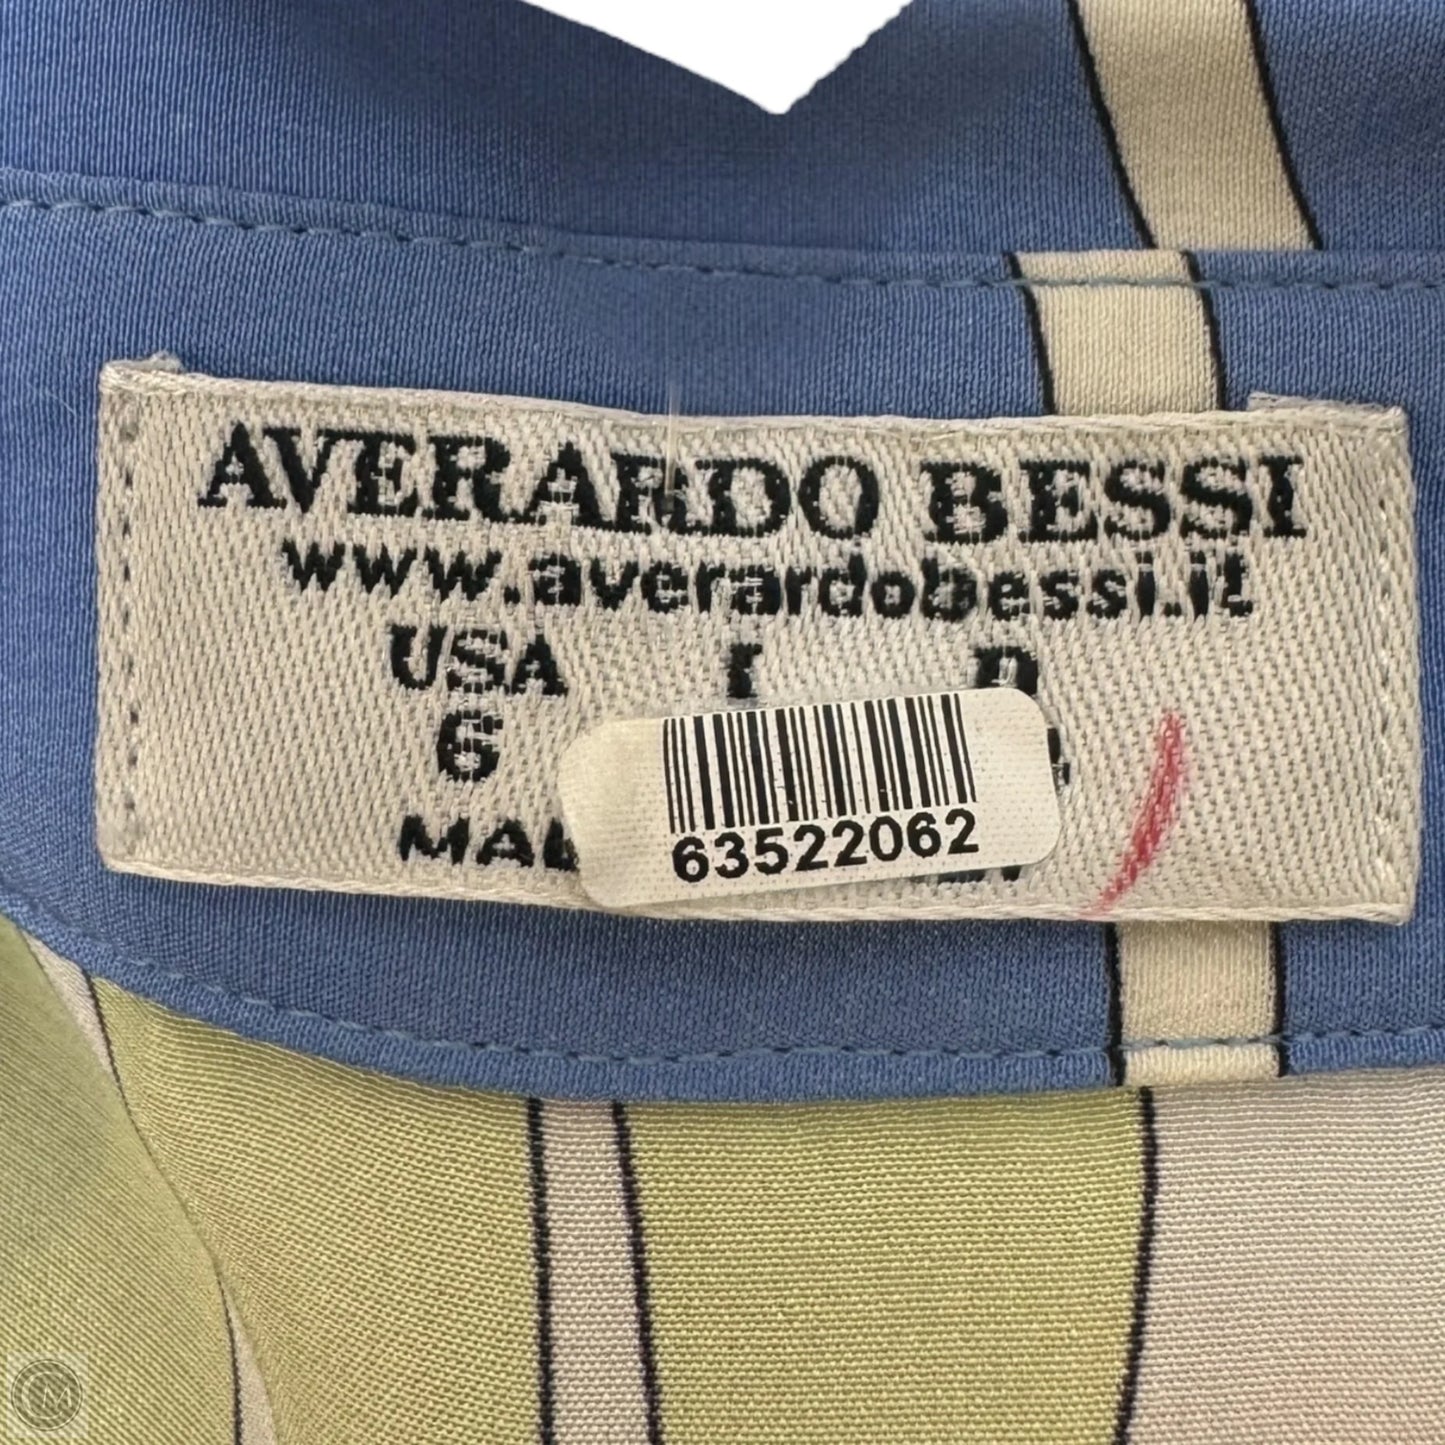 AVERARDO BESSI
www.averardobessi.it
USA I D
6
63522062